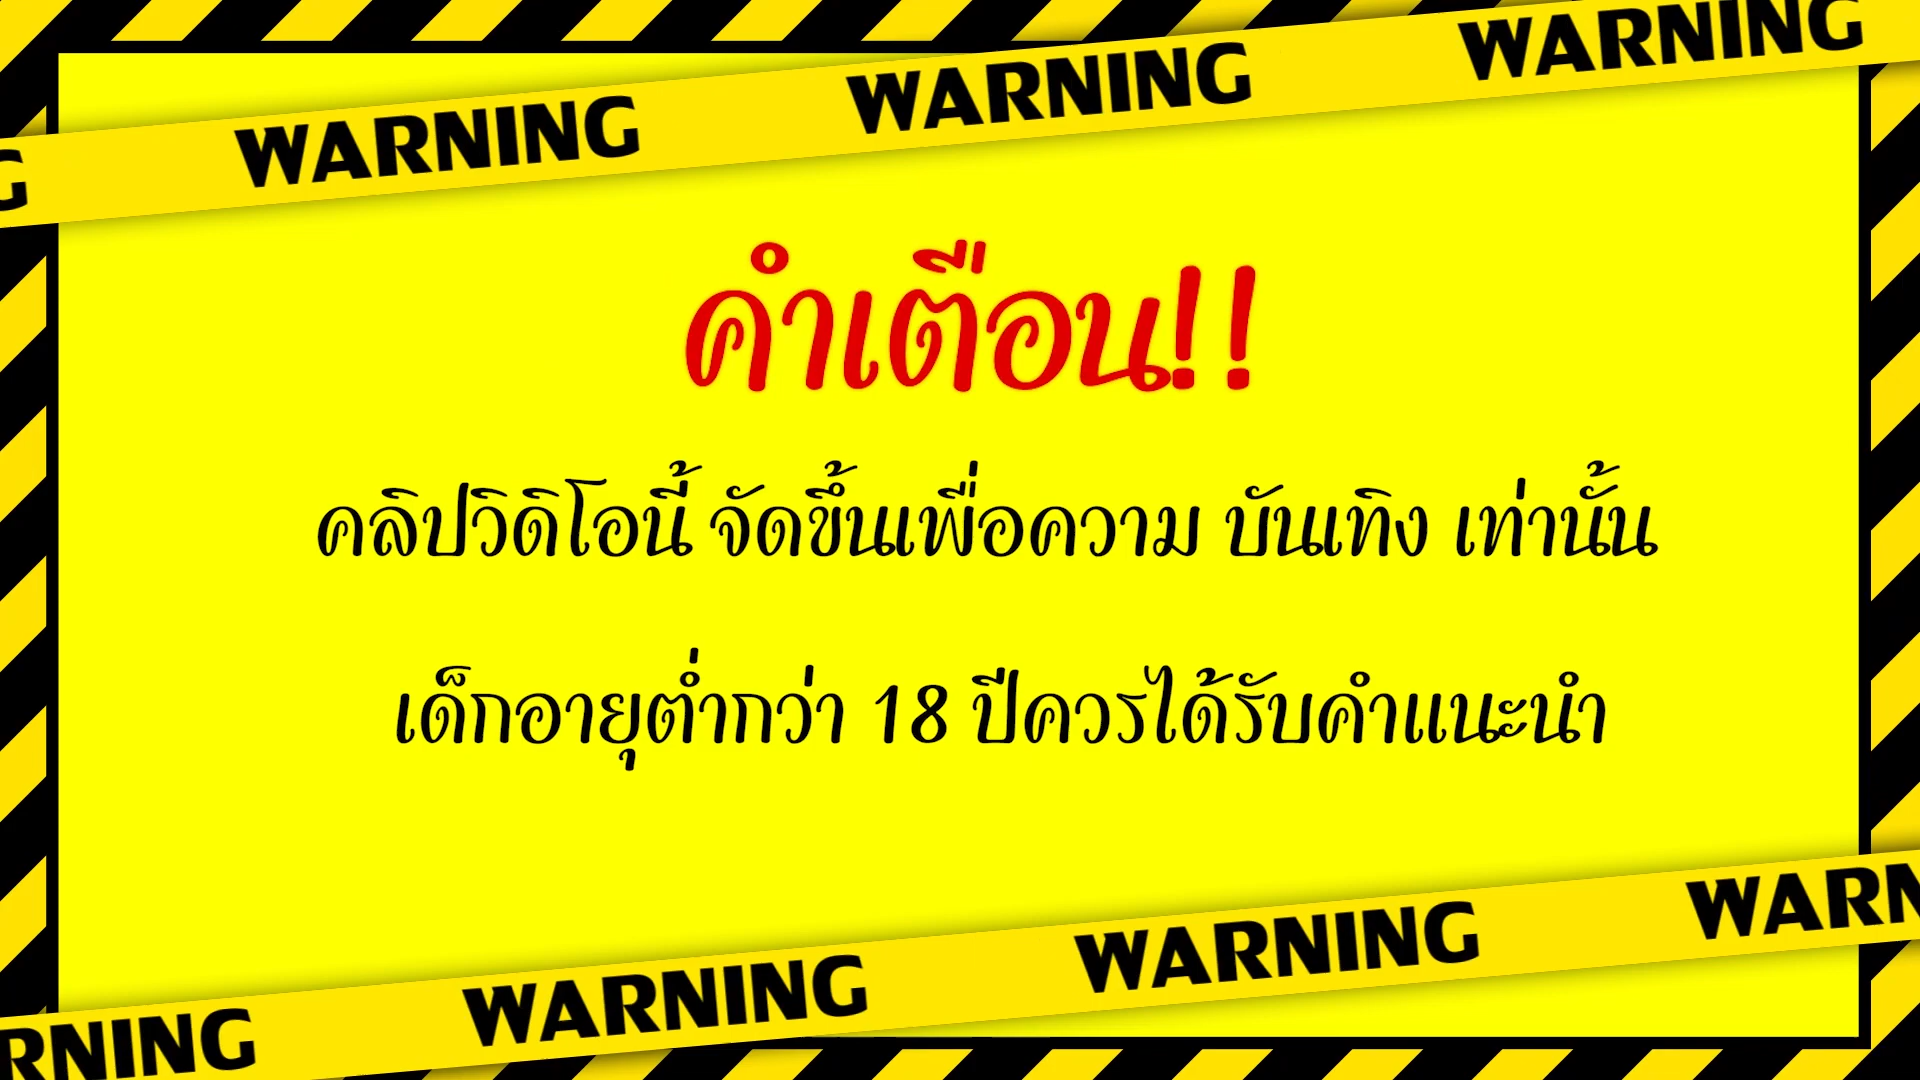 WARNING WARNING WARNING
คำเตือน!!
คลิปวิดิโอนี้ จัดขึ้นเพื่อความ บันเทิง เท่านั้น
เด็กอายุต่ำกว่า 18 ปีควรได้รับคำแนะนำ
RNING WARNING WARNING WARN